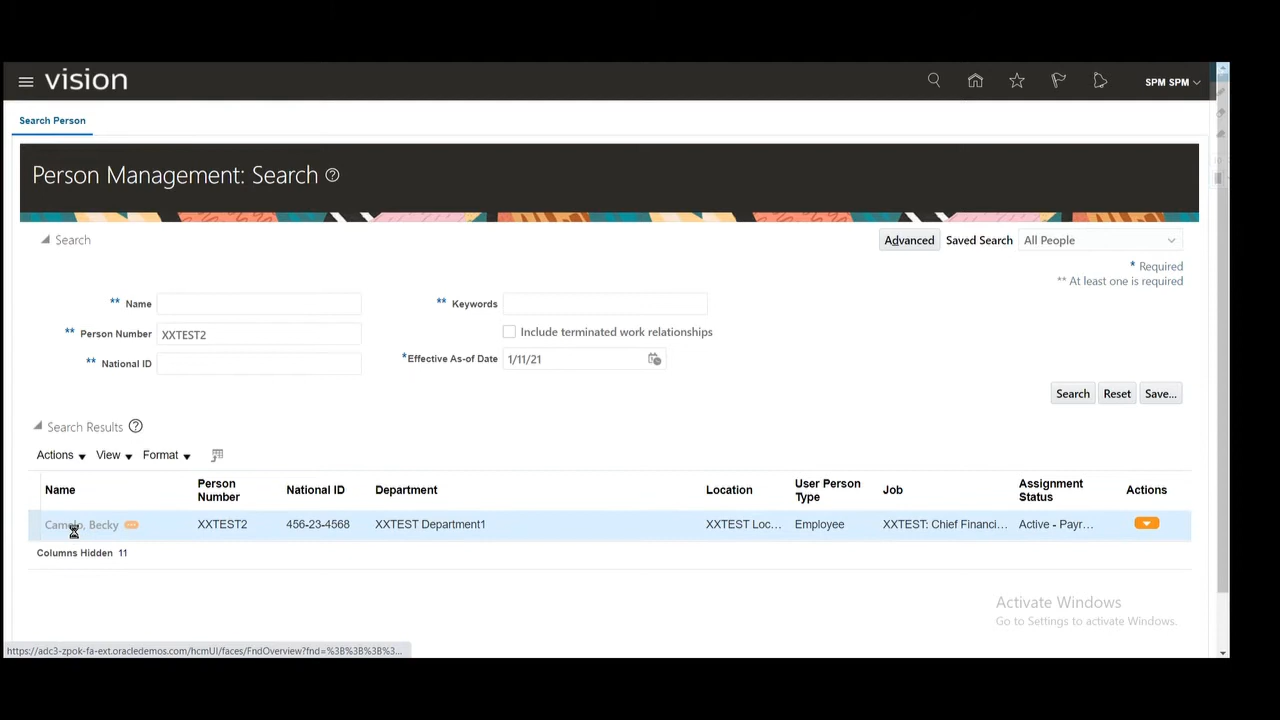 vision
SPM SPM
Search Person
Person Management: Search
Search
Advanced Saved Search All People
* Required
** At least one is required
** Name
** Keywords
** Person Number XXTEST2
Include terminated work relationships
** National ID
*Effective As-of Date 1/11/21
Search Reset Save...
Search Results
Actions View Format
Name Person Number National ID Department Location User Person Type Job Assignment Status Actions
Becky XXTEST2 456-23-4568 XXTEST Department1 XXTEST Loc... Employee XXTEST: Chief Financi... Active - Payr...
Columns Hidden 11
Activate Windows
Go to Settings to activate Windows.
https://adc3-zpok-fa-ext.oracledemos.com/hcmUI/faces/FndOverview?fnd=%3B%3B%3B%3...